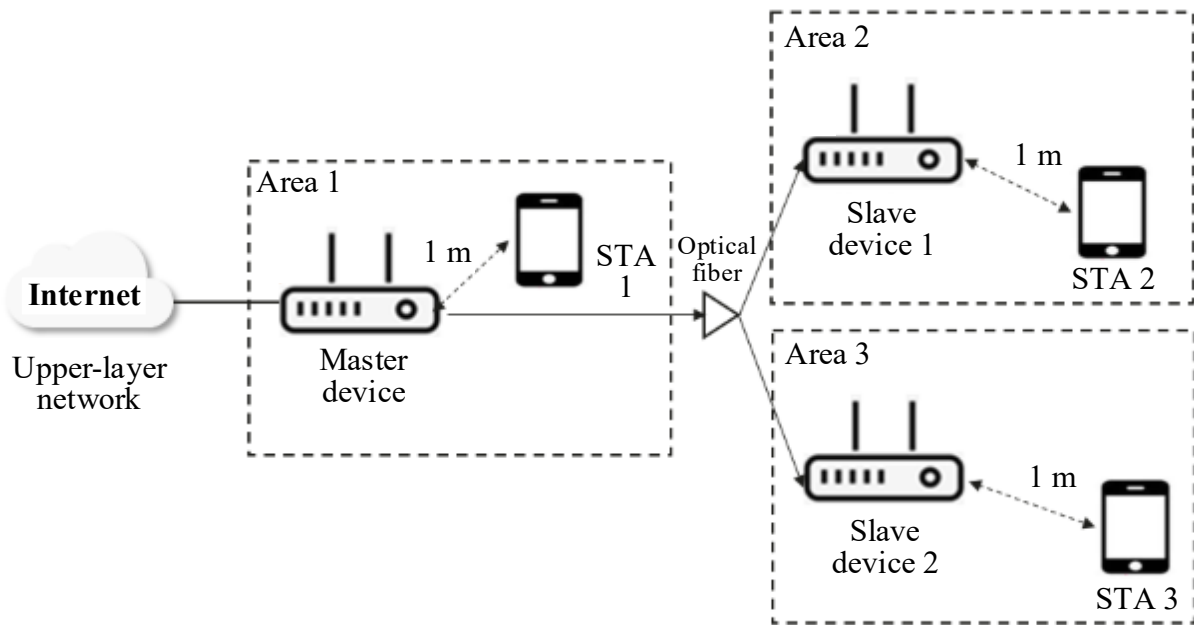 Internet
Upper-layer
network
Area 1
1 m
STA
1
Master
device
Optical
fiber
Area 2
1 m
Slave
device 1
STA 2
Area 3
1 m
Slave
device 2
STA 3